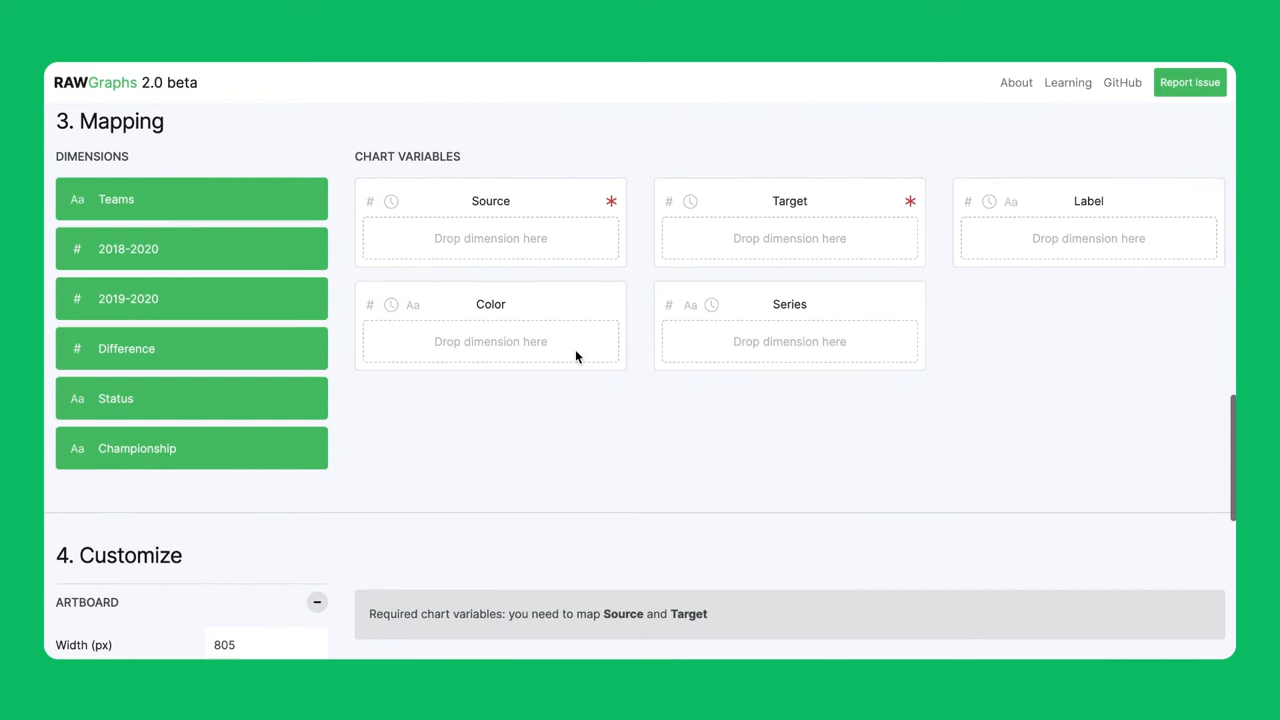 RAWGraphs 2.0 beta
About Learning GitHub Report issue
3. Mapping
DIMENSIONS
CHART VARIABLES
Aa Teams
# 2018-2020
# 2019-2020
# Difference
Aa Status
Aa Championship
# Source *
Drop dimension here
# Target *
Drop dimension here
# Aa Label
Drop dimension here
# Aa Color
Drop dimension here
# Aa Series
Drop dimension here
4. Customize
ARTBOARD
Width (px) 805
Required chart variables: you need to map Source and Target